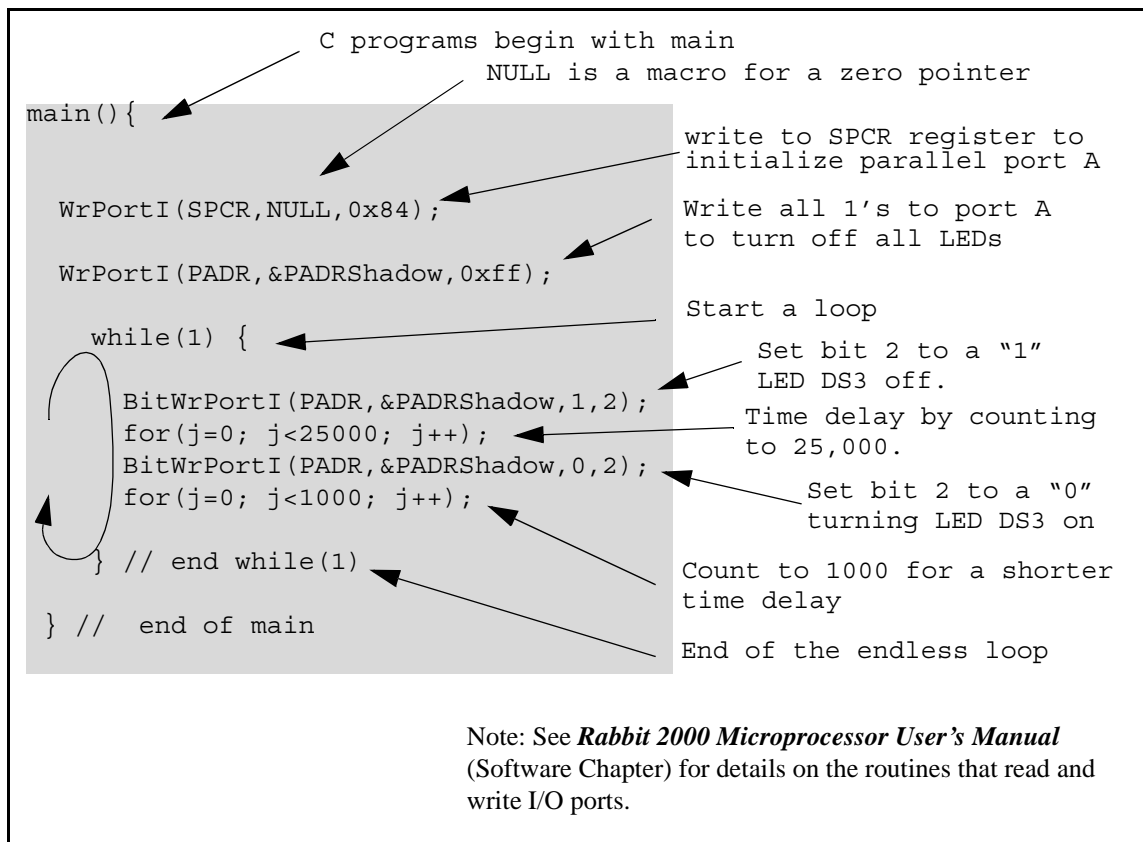 C programs begin with main
NULL is a macro for a zero pointer
main(){
write to SPCR register to
initialize parallel port A
WrPortI(SPCR,NULL,0x84);
Write all 1's to port A
to turn off all LEDs
WrPortI(PADR,&PADRShadow,0xff);
Start a loop
while(1) {
Set bit 2 to a “1”
LED DS3 off.
BitWrPortI(PADR,&PADRShadow,1,2);
Time delay by counting
to 25,000.
for(j=0; j<25000; j++);
BitWrPortI(PADR,&PADRShadow,0,2);
Set bit 2 to a “0”
turning LED DS3 on
for(j=0; j<1000; j++);
} // end while(1)
Count to 1000 for a shorter
time delay
} // end of main
End of the endless loop
Note: See Rabbit 2000 Microprocessor User's Manual
(Software Chapter) for details on the routines that read and
write I/O ports.